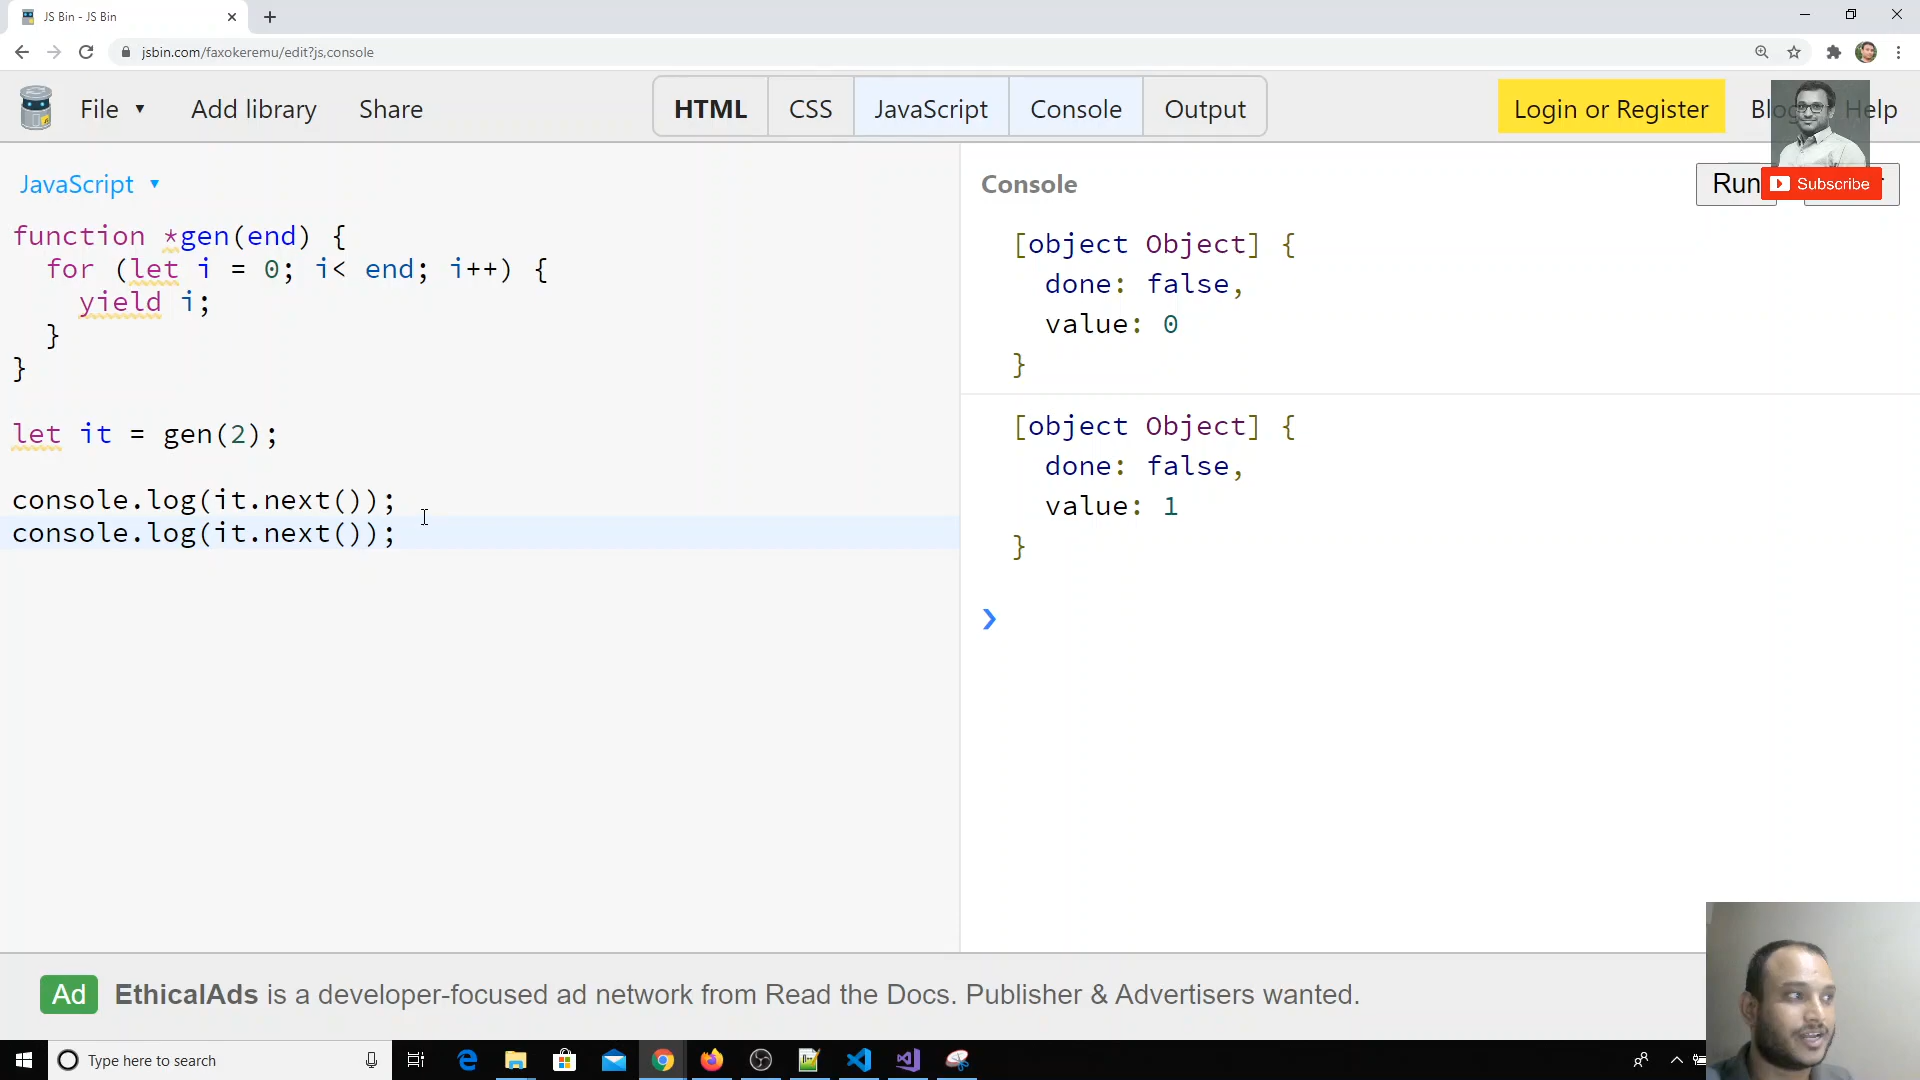 JS Bin - JS Bin
jsbin.com/faxokeremu/edit?js,console
File
Add library
Share
HTML
CSS
JavaScript
Console
Output
Login or Register
Help
JavaScript
Console
Run
Subscribe
function *gen(end) {
for (let i = 0; i< end; i++) {
yield i;
}
}
let it = gen(2);
console.log(it.next());
console.log(it.next());
[object Object] {
done: false,
value: 0
}
[object Object] {
done: false,
value: 1
}
Ad EthicalAds is a developer-focused ad network from Read the Docs. Publisher & Advertisers wanted.
Type here to search